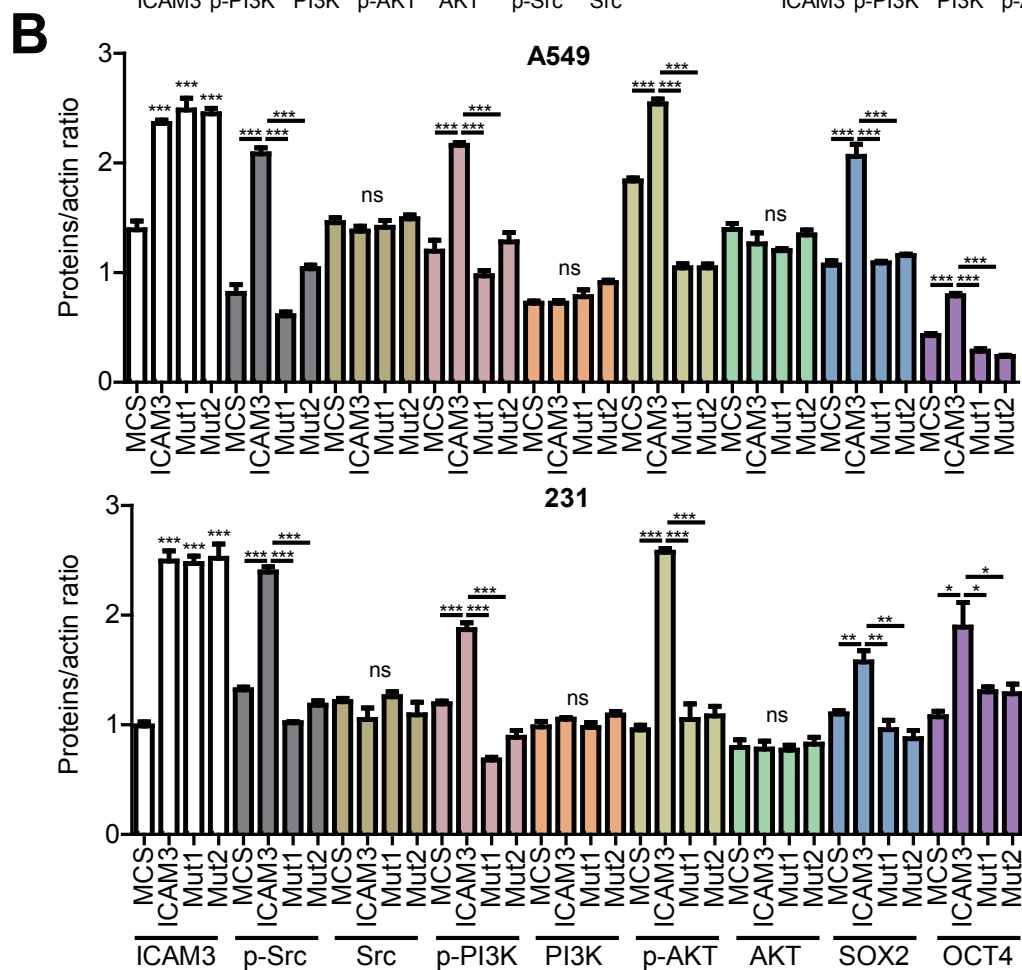 ICAM3 p-PI3K PI3K p-AKT AKT p-Src Src ICAM3 p-PI3K PI3K
B
A549
Proteins/actin ratio
3
2
1
0
*** *** *** *** *** *** ns *** *** *** ns *** *** *** ns *** *** *** *** *** ***
MCS ICAM3 Mut1 Mut2 MCS ICAM3 Mut1 Mut2 MCS ICAM3 Mut1 Mut2 MCS ICAM3 Mut1 Mut2 MCS ICAM3 Mut1 Mut2 MCS ICAM3 Mut1 Mut2 MCS ICAM3 Mut1 Mut2 MCS ICAM3 Mut1 Mut2 MCS ICAM3 Mut1 Mut2
231
Proteins/actin ratio
3
2
1
0
*** *** *** *** *** *** ns *** *** *** ns *** *** *** ns ** ** ** * * *
MCS ICAM3 Mut1 Mut2 MCS ICAM3 Mut1 Mut2 MCS ICAM3 Mut1 Mut2 MCS ICAM3 Mut1 Mut2 MCS ICAM3 Mut1 Mut2 MCS ICAM3 Mut1 Mut2 MCS ICAM3 Mut1 Mut2 MCS ICAM3 Mut1 Mut2 MCS ICAM3 Mut1 Mut2
ICAM3 p-Src Src p-PI3K PI3K p-AKT AKT SOX2 OCT4